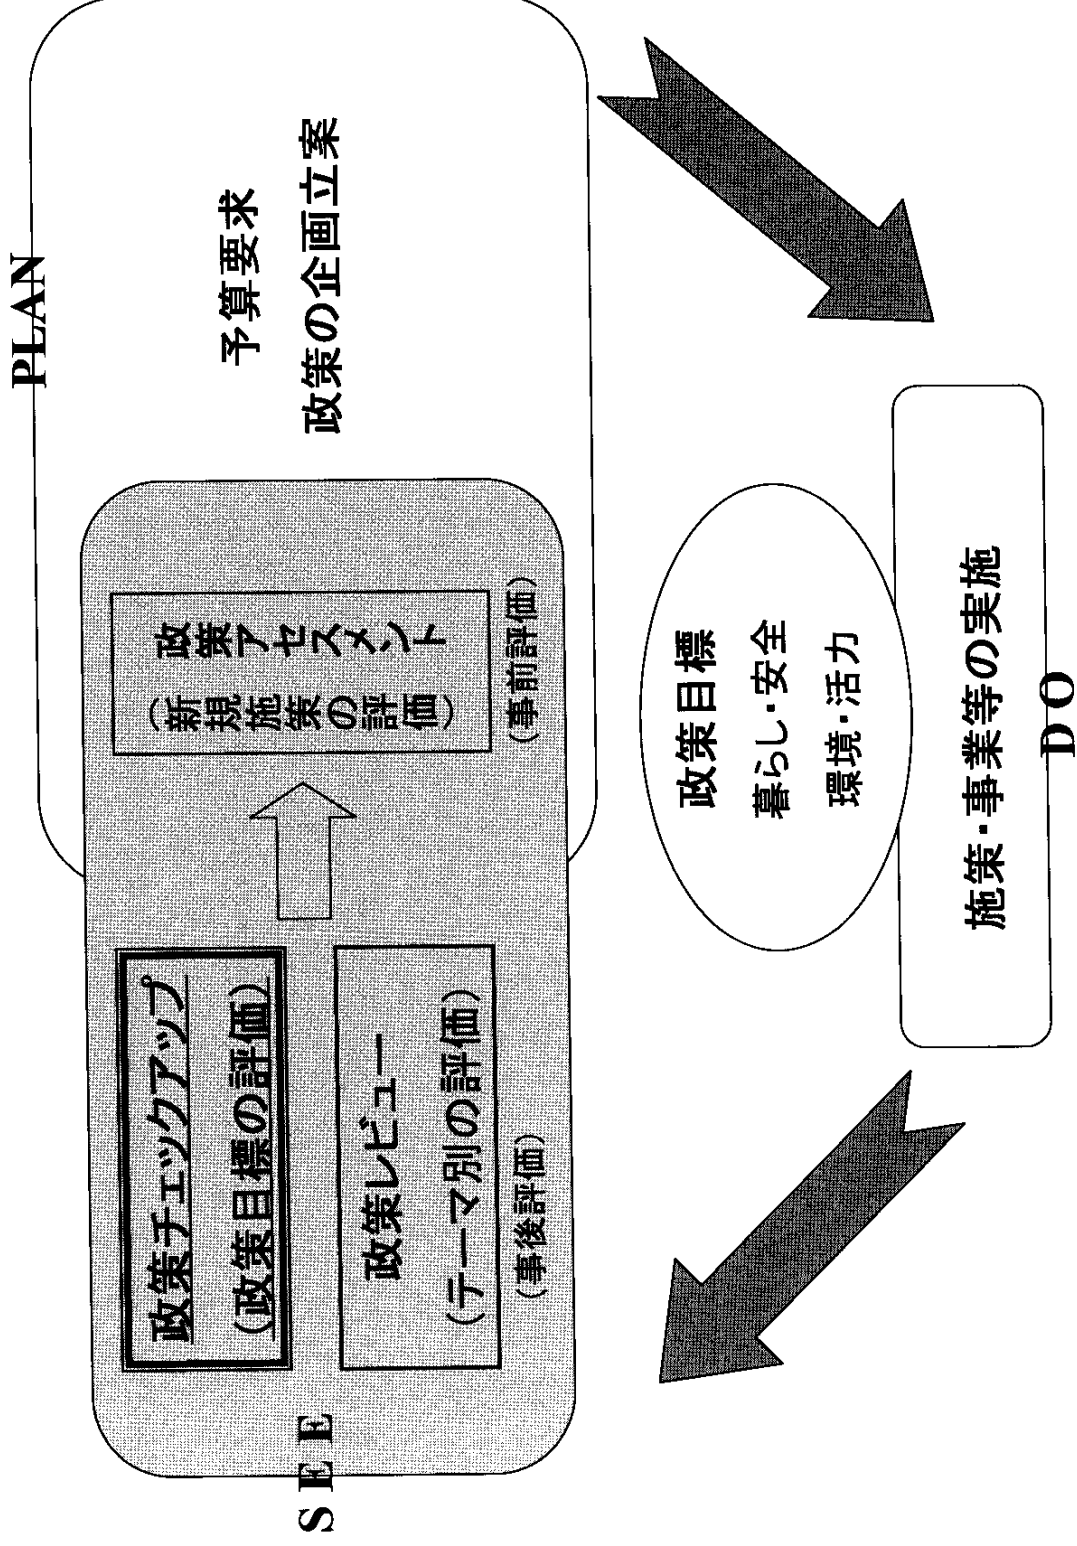 PLAN
予算要求
政策の企画立案
政策アセスメント
(新規施策の評価)
(事前評価)
政策チェックアップ
(政策目標の評価)
政策レビュー
(テーマ別の評価)
(事後評価)
SEE
政策目標
暮らし・安全
環境・活力
施策・事業等の実施
DO